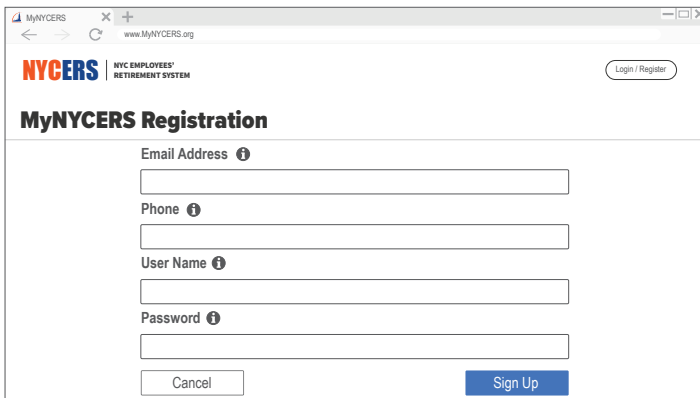 MyNYCERS
www.MyNYCERS.org
NYCERS NYC EMPLOYEES' RETIREMENT SYSTEM
Login / Register
MyNYCERS Registration
Email Address
Phone
User Name
Password
Cancel
Sign Up